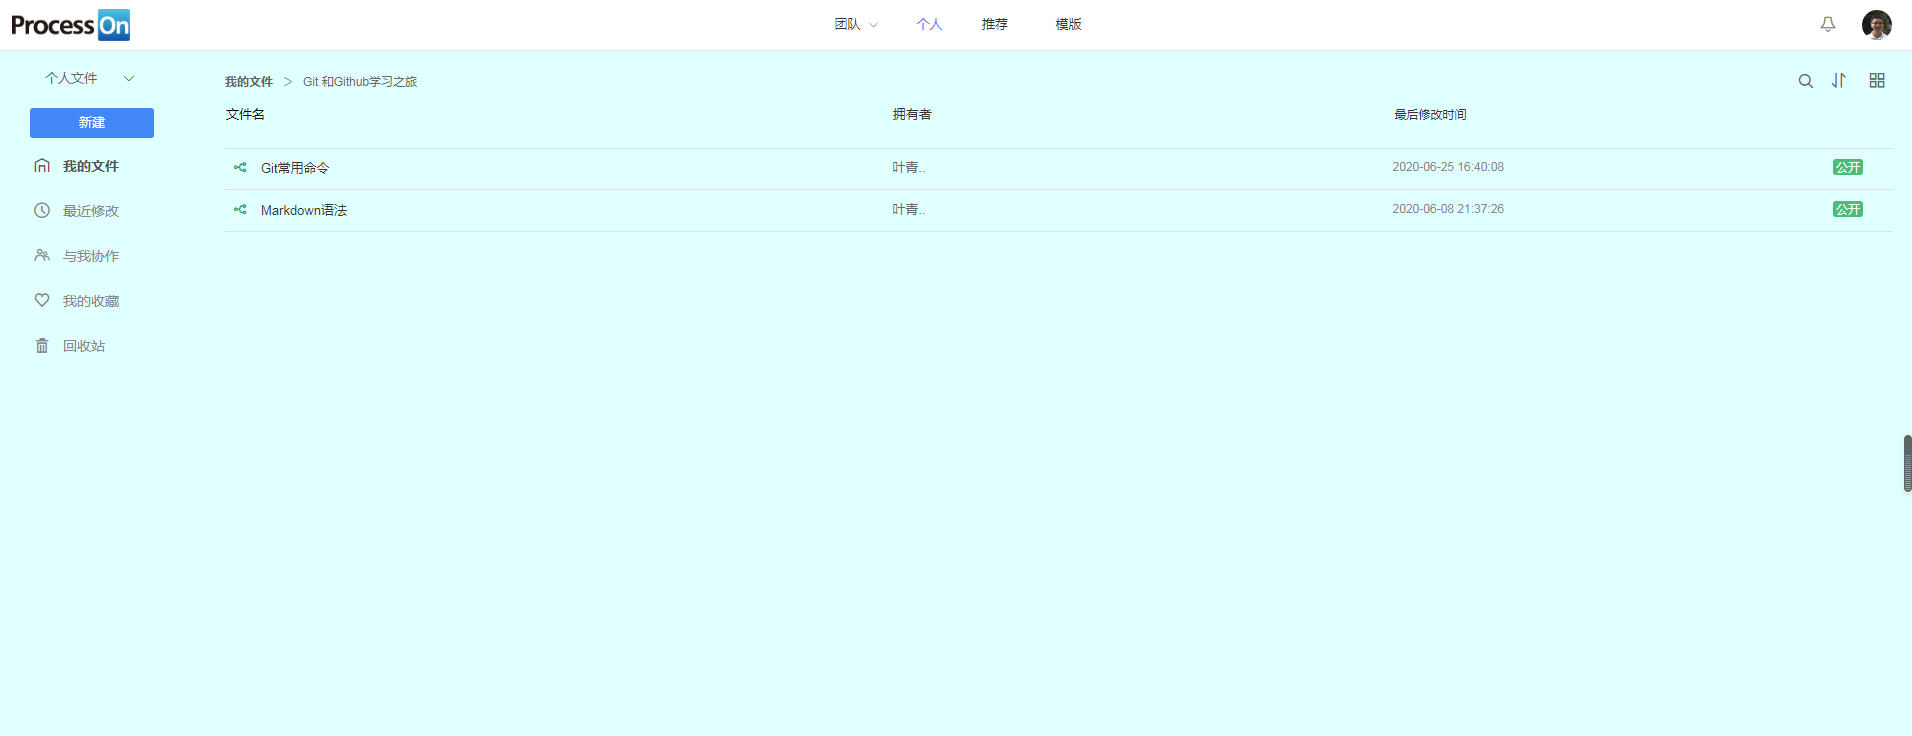 ProcessOn
团队 个人 推荐 模版
个人文件
新建
我的文件
最近修改
与我协作
我的收藏
回收站
我的文件 > Git 和Github学习之旅
文件名 拥有者 最后修改时间
Git常用命令 叶青.. 2020-06-25 16:40:08 公开
Markdown语法 叶青.. 2020-06-08 21:37:26 公开